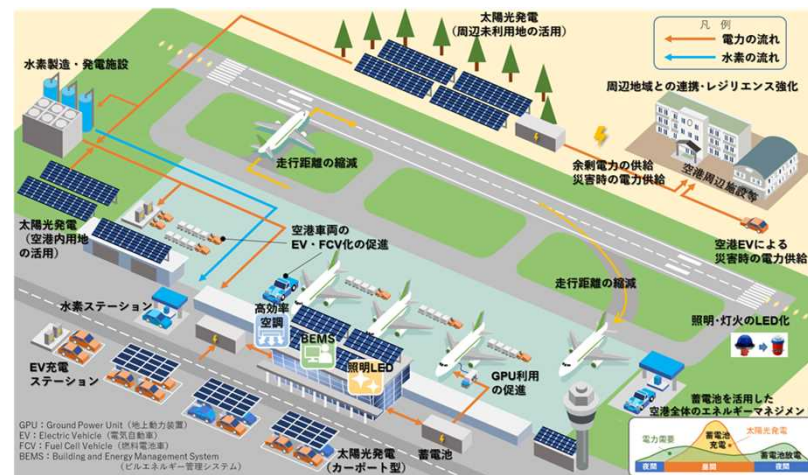 太陽光発電
(周辺未利用地の活用)
凡 例
電力の流れ
水素の流れ
水素製造・発電施設
周辺地域との連携・レジリエンス強化
走行距離の縮減
余剰電力の供給
災害時の電力供給
空港周辺施設等
太陽光発電
(空港内用地
の活用)
空港車両の
EV・FCV化の促進
空港EVによる
災害時の電力供給
走行距離の縮減
水素ステーション
高効率
空調
照明・灯火のLED化
BEMS
照明LED
EV充電
ステーション
GPU利用
の促進
蓄電池を活用した
空港全体のエネルギーマネジメン
GPU:Ground Power Unit(地上動力装置)
EV:Electric Vehicle(電気自動車)
FCV:Fuel Cell Vehicle(燃料電池車)
BEMS:Building and Energy Management System
(ビルエネルギー管理システム)
太陽光発電
(カーポート型)
蓄電池
電力需要
蓄電池
充電
太陽光発電
蓄電池放電
夜間
昼間
夜間